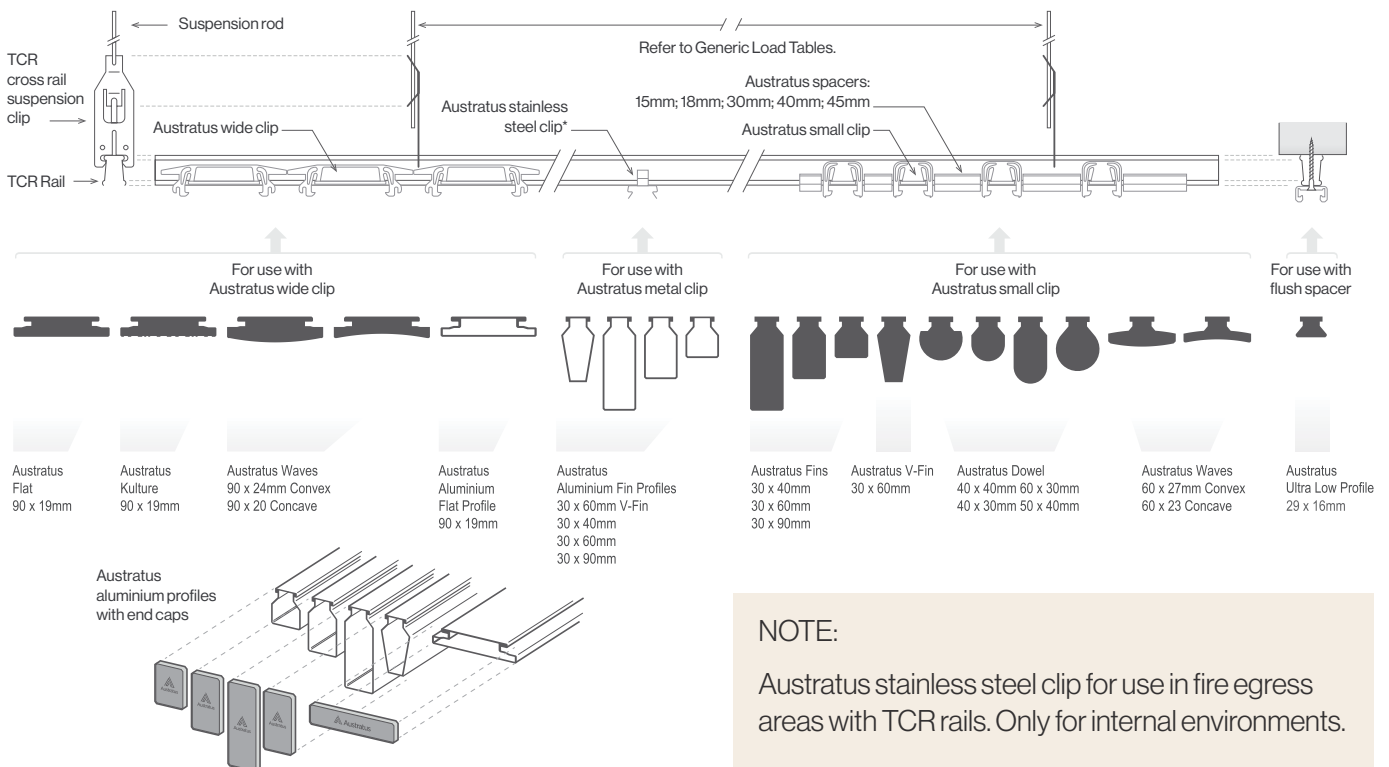 Suspension rod
TCR
cross rail
suspension
clip
TCR Rail
Refer to Generic Load Tables.
Austratus wide clip
Austratus stainless
steel clip*
Austratus spacers:
15mm; 18mm; 30mm; 40mm; 45mm
Austratus small clip
For use with
Austratus wide clip
For use with
Austratus metal clip
For use with
Austratus small clip
For use with
flush spacer
Austratus
Flat
90 x 19mm
Austratus
Kulture
90 x 19mm
Austratus Waves
90 x 24mm Convex
90 x 20 Concave
Austratus
Aluminium
Flat Profile
90 x 19mm
Austratus
Aluminium Fin Profiles
30 x 60mm V-Fin
30 x 40mm
30 x 60mm
30 x 90mm
Austratus Fins
30 x 40mm
30 x 60mm
30 x 90mm
Austratus V-Fin
30 x 60mm
Austratus Dowel
40 x 40mm 60 x 30mm
40 x 30mm 50 x 40mm
Austratus Waves
60 x 27mm Convex
60 x 23 Concave
Austratus
Ultra Low Profile
29 x 16mm
Austratus
aluminium profiles
with end caps
Austratus
Austratus
Austratus
Austratus
Austratus
NOTE:
Austratus stainless steel clip for use in fire egress
areas with TCR rails. Only for internal environments.